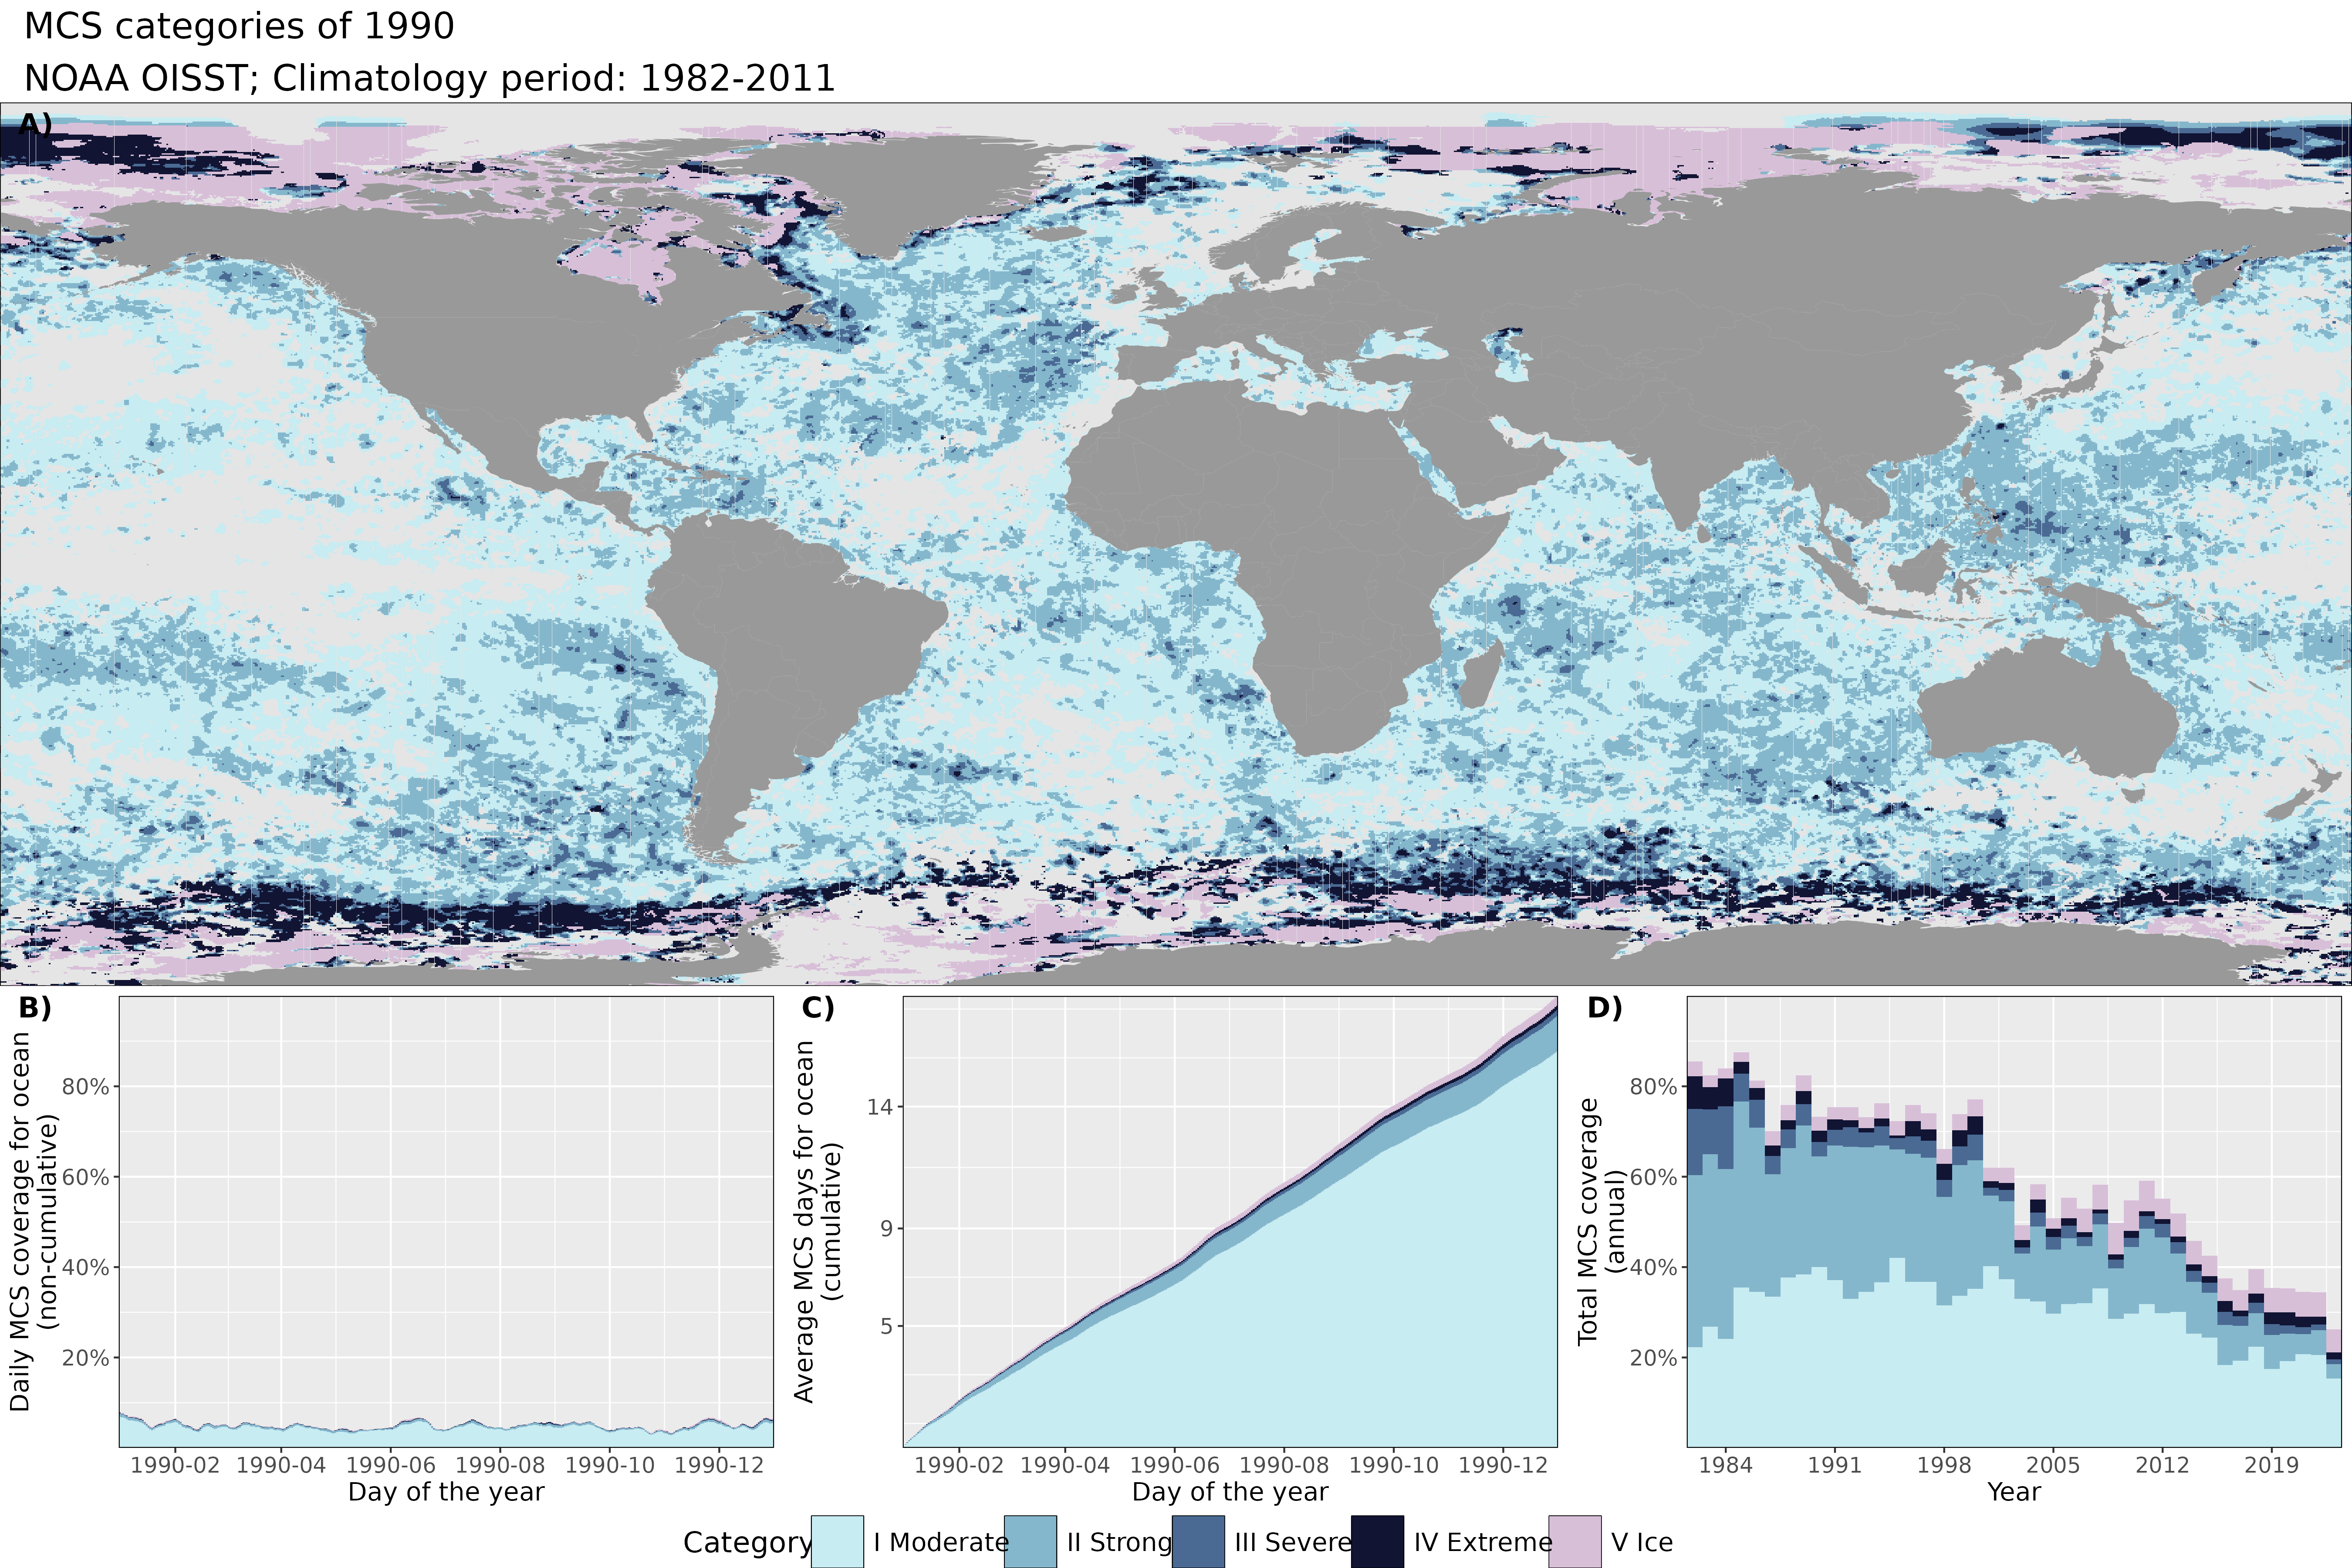 MCS categories of 1990
NOAA OISST; Climatology period: 1982-2011
A)
B)
Daily MCS coverage for ocean
(non-cumulative)
80%
60%
40%
20%
1990-02 1990-04 1990-06 1990-08 1990-10 1990-12
Day of the year
C)
Average MCS days for ocean
(cumulative)
14
9
5
1990-02 1990-04 1990-06 1990-08 1990-10 1990-12
Day of the year
D)
Total MCS coverage
(annual)
80%
60%
40%
20%
1984 1991 1998 2005 2012 2019
Year
Category I Moderate II Strong III Severe IV Extreme V Ice